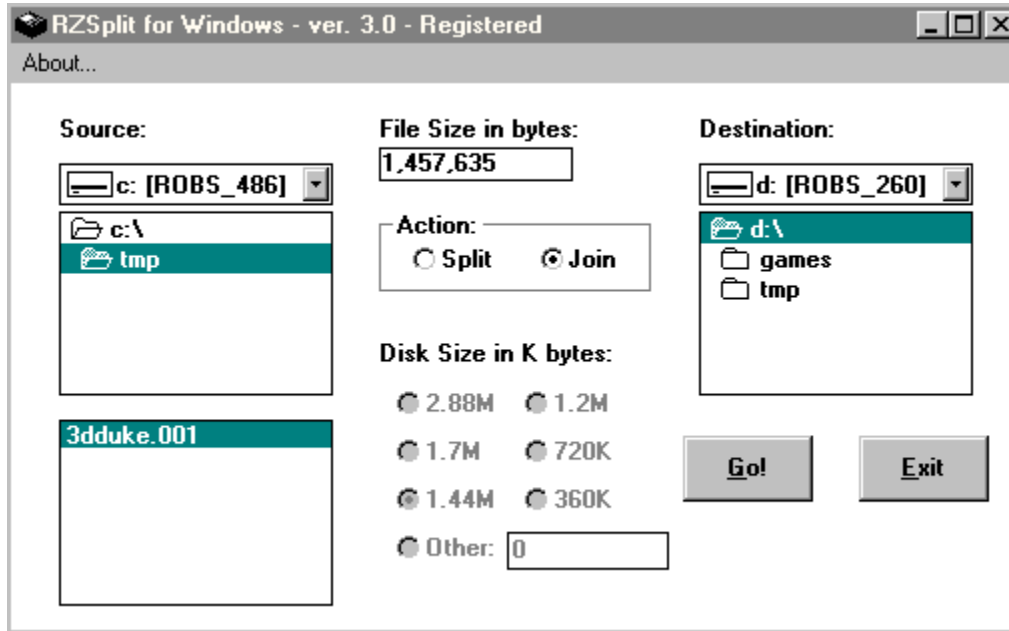 RZSplit for Windows - ver. 3.0 - Registered
About...
Source:
c: [ROBS_486]
c:\
tmp
3dduke.001
File Size in bytes:
1,457,635
Action:
Split Join
Disk Size in K bytes:
2.88M 1.2M
1.7M 720K
1.44M 360K
Other: 0
Destination:
d: [ROBS_260]
d:\
games
tmp
Go! Exit